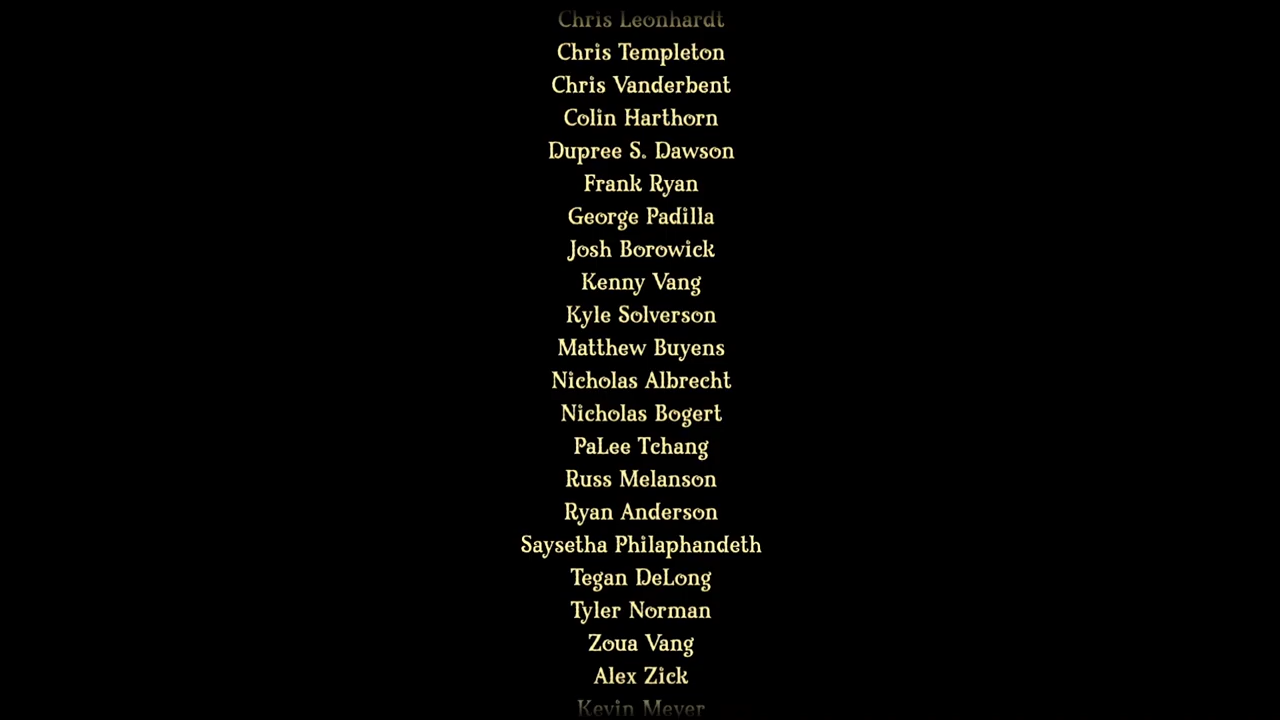 Chris Leonhardt
Chris Templeton
Chris Vanderbent
Colin Harthorn
Dupree S. Dawson
Frank Ryan
George Padilla
Josh Borowick
Kenny Vang
Kyle Solverson
Matthew Buyens
Nicholas Albrecht
Nicholas Bogert
PaLee Tchang
Russ Melanson
Ryan Anderson
Saysetha Philaphandeth
Tegan DeLong
Tyler Norman
Zoua Vang
Alex Zick
Kevin Meyer